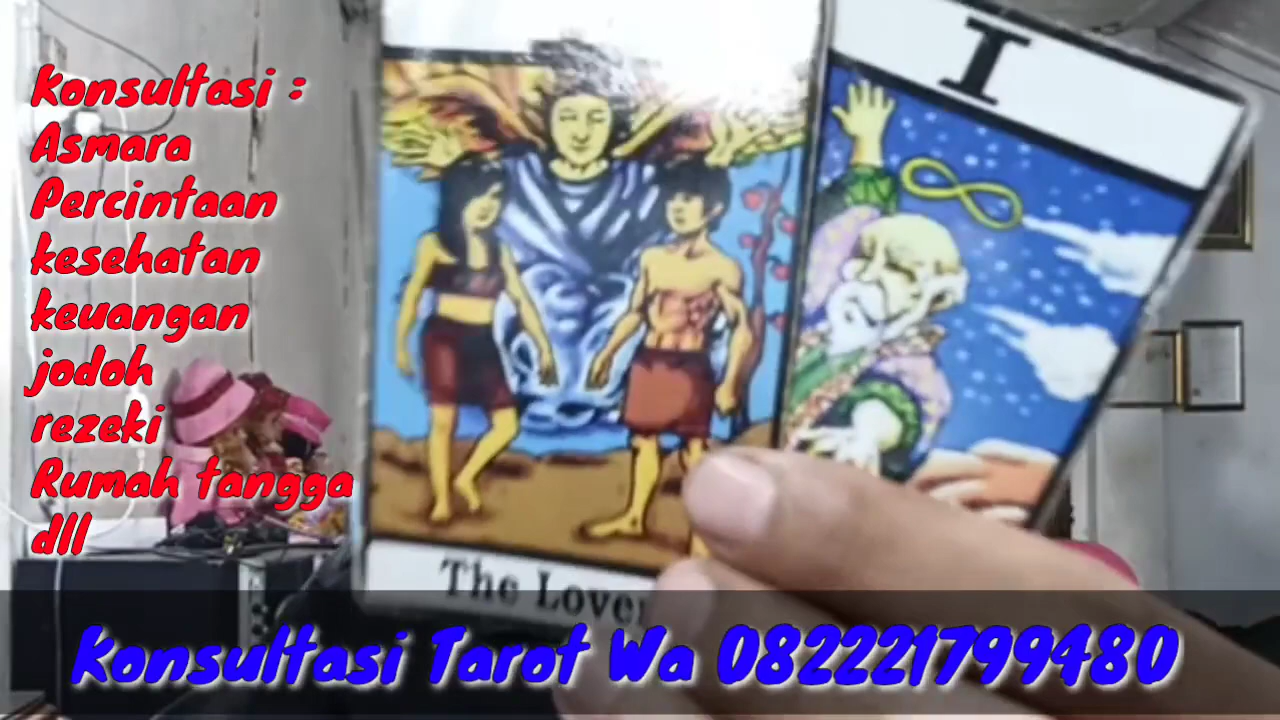 Konsultasi :
Asmara
Percintaan
kesehatan
keuangan
jodoh
rezeki
Rumah tangga
dll
I
The Lover
Konsultasi Tarot Wa 082221799480